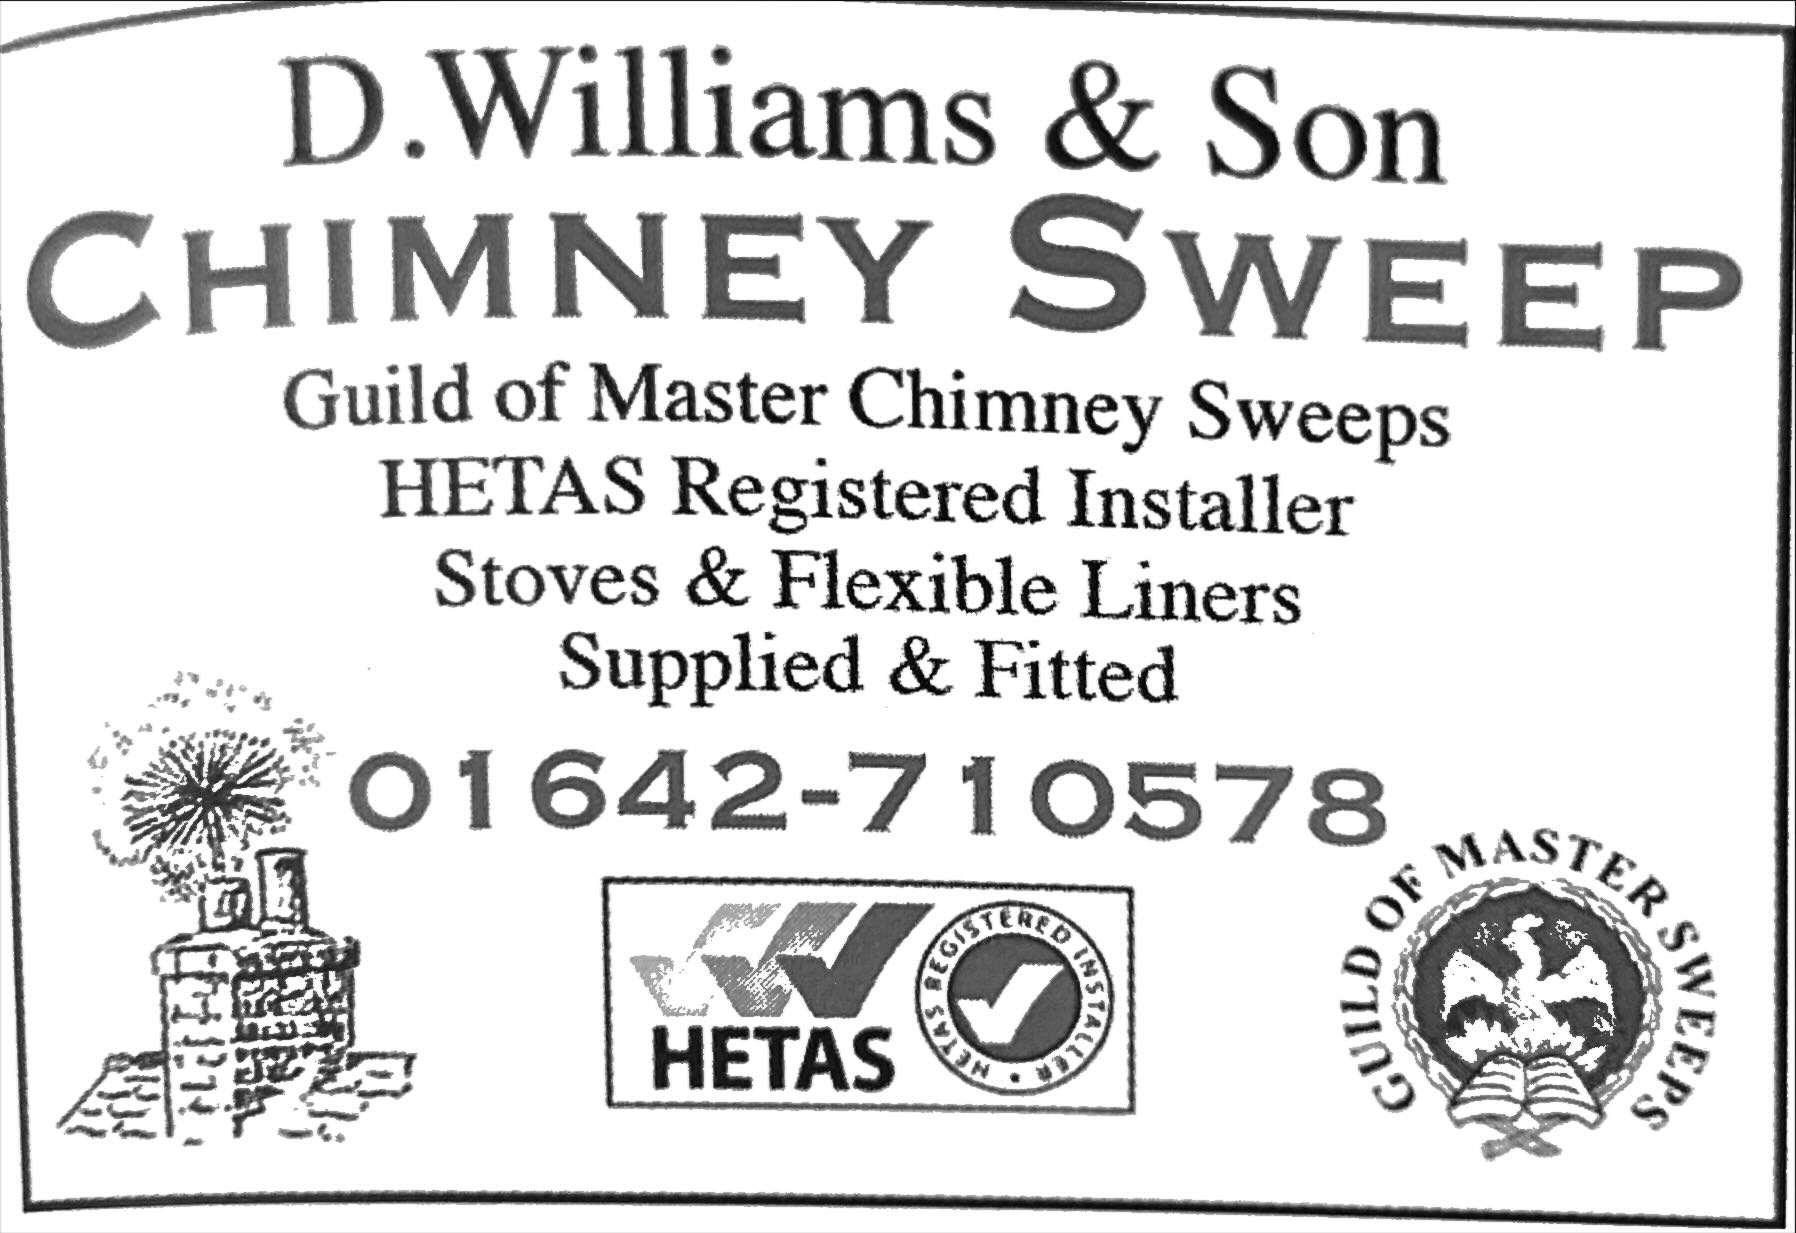 D.Williams & Son
CHIMNEY SWEEP
Guild of Master Chimney Sweeps
HETAS Registered Installer
Stoves & Flexible Liners
Supplied & Fitted
01642-710578
HETAS
HETAS REGISTERED INSTALLER
GUILD OF MASTER SWEEPS